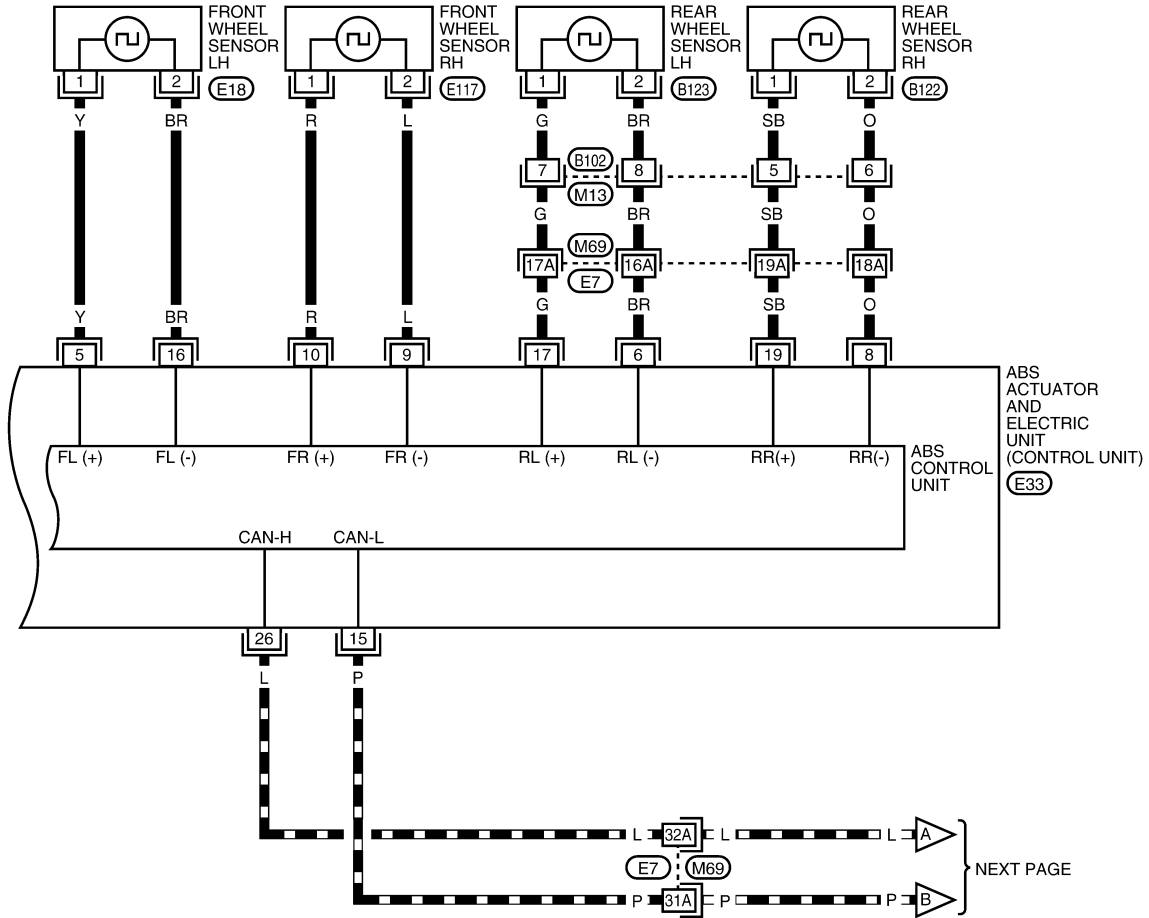 FRONT
WHEEL
SENSOR
LH
E18
FRONT
WHEEL
SENSOR
RH
E117
REAR
WHEEL
SENSOR
LH
B123
REAR
WHEEL
SENSOR
RH
B122
1 2 1 2 1 2 1 2
Y BR R L G BR SB O
7 B102 8 5 6
M13
G BR SB O
M69
17A 16A 19A 18A
E7
G BR SB O
Y BR R L
5 16 10 9 17 6 19 8
ABS
ACTUATOR
AND
ELECTRIC
UNIT
(CONTROL UNIT)
E33
FL (+) FL (-) FR (+) FR (-) RL (+) RL (-) RR(+) RR(-)
ABS
CONTROL
UNIT
CAN-H CAN-L
26 15
L P
L 32A L L A
E7 M69
NEXT PAGE
P 31A P P B